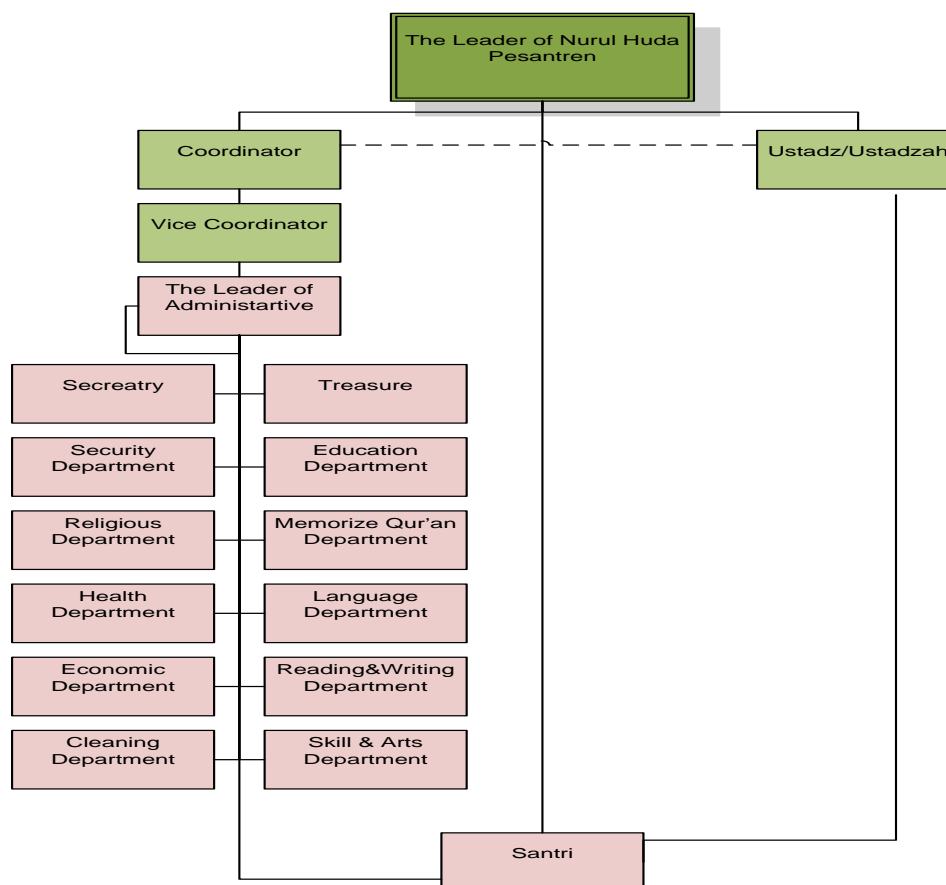 The Leader of Nurul Huda
Pesantren
Coordinator
Ustadz/Ustadzah
Vice Coordinator
The Leader of
Administartive
Secreatry
Treasure
Security
Department
Education
Department
Religious
Department
Memorize Qur'an
Department
Health
Department
Language
Department
Economic
Department
Reading&Writing
Department
Cleaning
Department
Skill & Arts
Department
Santri